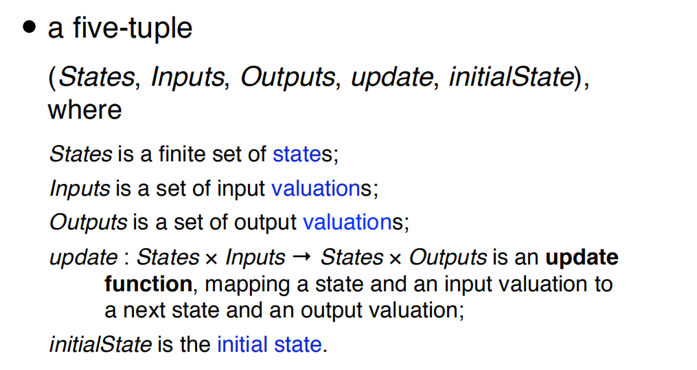 ● a five-tuple
(States, Inputs, Outputs, update, initialState),
where
States is a finite set of states;
Inputs is a set of input valuations;
Outputs is a set of output valuations;
update : States × Inputs → States × Outputs is an update
function, mapping a state and an input valuation to
a next state and an output valuation;
initialState is the initial state.